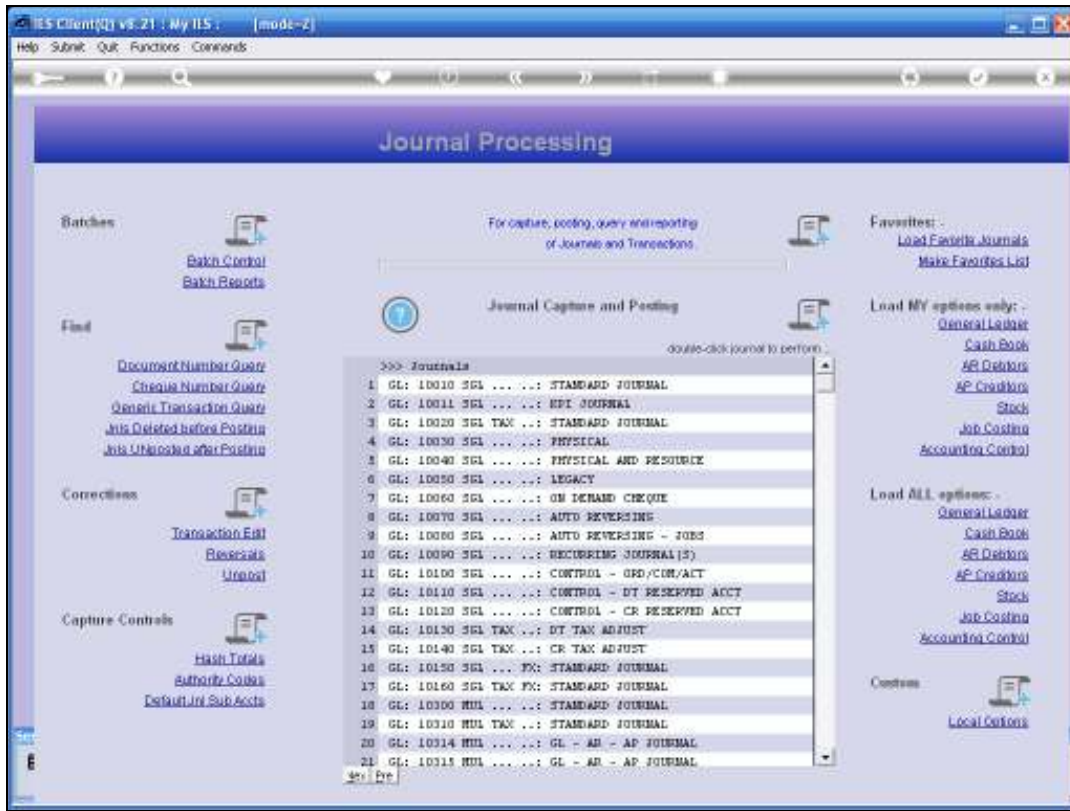 IES Client(Q) v8.21 : My IES : [mode=2]
Help Submit Quit Functions Commands
Journal Processing
Batches
Batch Control
Batch Reports
Find
Document Number Query
Cheque Number Query
Generic Transaction Query
Jnls Deleted before Posting
Jnls UNposted after Posting
Corrections
Transaction Edit
Reversals
Unpost
Capture Controls
Hash Totals
Authority Codes
Default Jnl Sub Accts
For capture, posting, query and reporting
of Journals and Transactions.
Journal Capture and Posting
double-click journal to perform .
>>> Journals
1 GL: 10010 SGL ... ..: STANDARD JOURNAL
2 GL: 10011 SGL ... ..: KPI JOURNAL
3 GL: 10020 SGL TAX ..: STANDARD JOURNAL
4 GL: 10030 SGL ... ..: PHYSICAL
5 GL: 10040 SGL ... ..: PHYSICAL AND RESOURCE
6 GL: 10050 SGL ... ..: LEGACY
7 GL: 10060 SGL ... ..: ON DEMAND CHEQUE
8 GL: 10070 SGL ... ..: AUTO REVERSING
9 GL: 10080 SGL ... ..: AUTO REVERSING - JOBS
10 GL: 10090 SGL ... ..: RECURRING JOURNAL(S)
11 GL: 10100 SGL ... ..: CONTROL - ORD/COM/ACT
12 GL: 10110 SGL ... ..: CONTROL - DT RESERVED ACCT
13 GL: 10120 SGL ... ..: CONTROL - CR RESERVED ACCT
14 GL: 10130 SGL TAX ..: DT TAX ADJUST
15 GL: 10140 SGL TAX ..: CR TAX ADJUST
16 GL: 10150 SGL ... FX: STANDARD JOURNAL
17 GL: 10160 SGL TAX FX: STANDARD JOURNAL
18 GL: 10300 MUL ... ..: STANDARD JOURNAL
19 GL: 10310 MUL TAX ..: STANDARD JOURNAL
20 GL: 10314 MUL ... ..: GL - AR - AP JOURNAL
21 GL: 10315 MUL ... ..: GL - AR - AP JOURNAL
Nex Pre
Favorites: .
Load Favorite Journals
Make Favorites List
Load MY options only: .
General Ledger
Cash Book
AR Debtors
AP Creditors
Stock
Job Costing
Accounting Control
Load ALL options: .
General Ledger
Cash Book
AR Debtors
AP Creditors
Stock
Job Costing
Accounting Control
Custom
Local Options